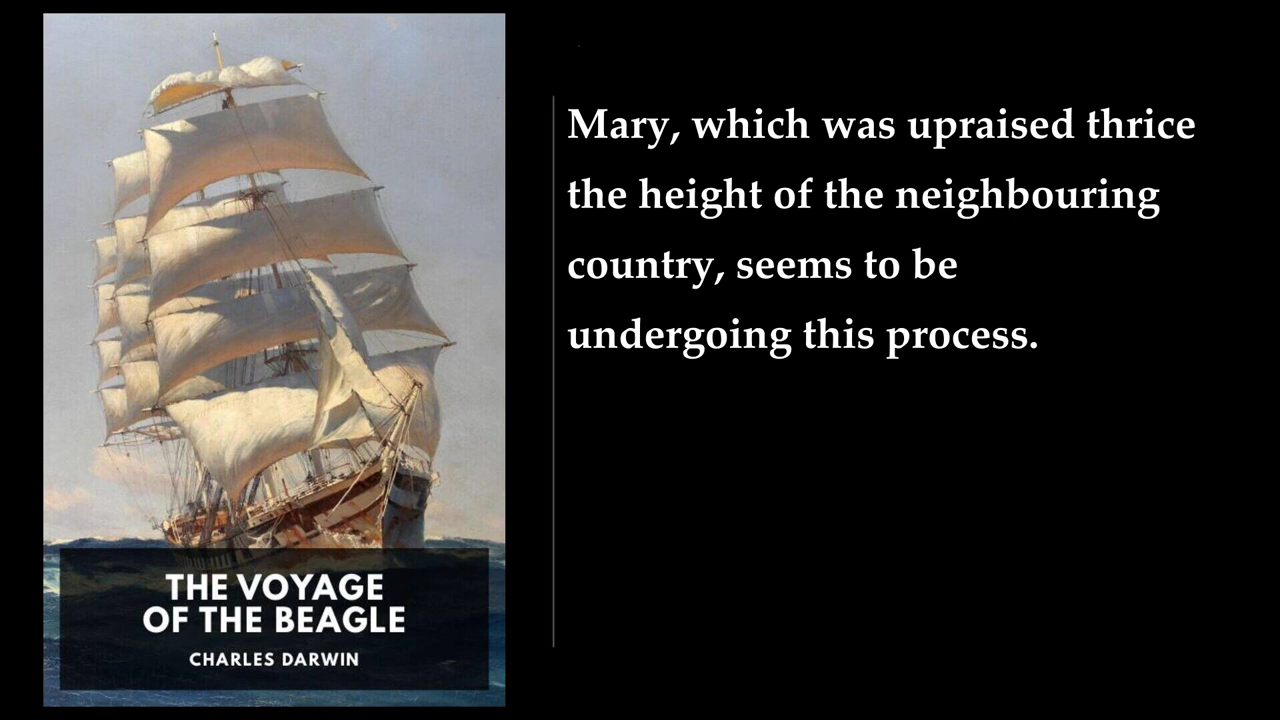 THE VOYAGE
OF THE BEAGLE
CHARLES DARWIN
Mary, which was upraised thrice
the height of the neighbouring
country, seems to be
undergoing this process.